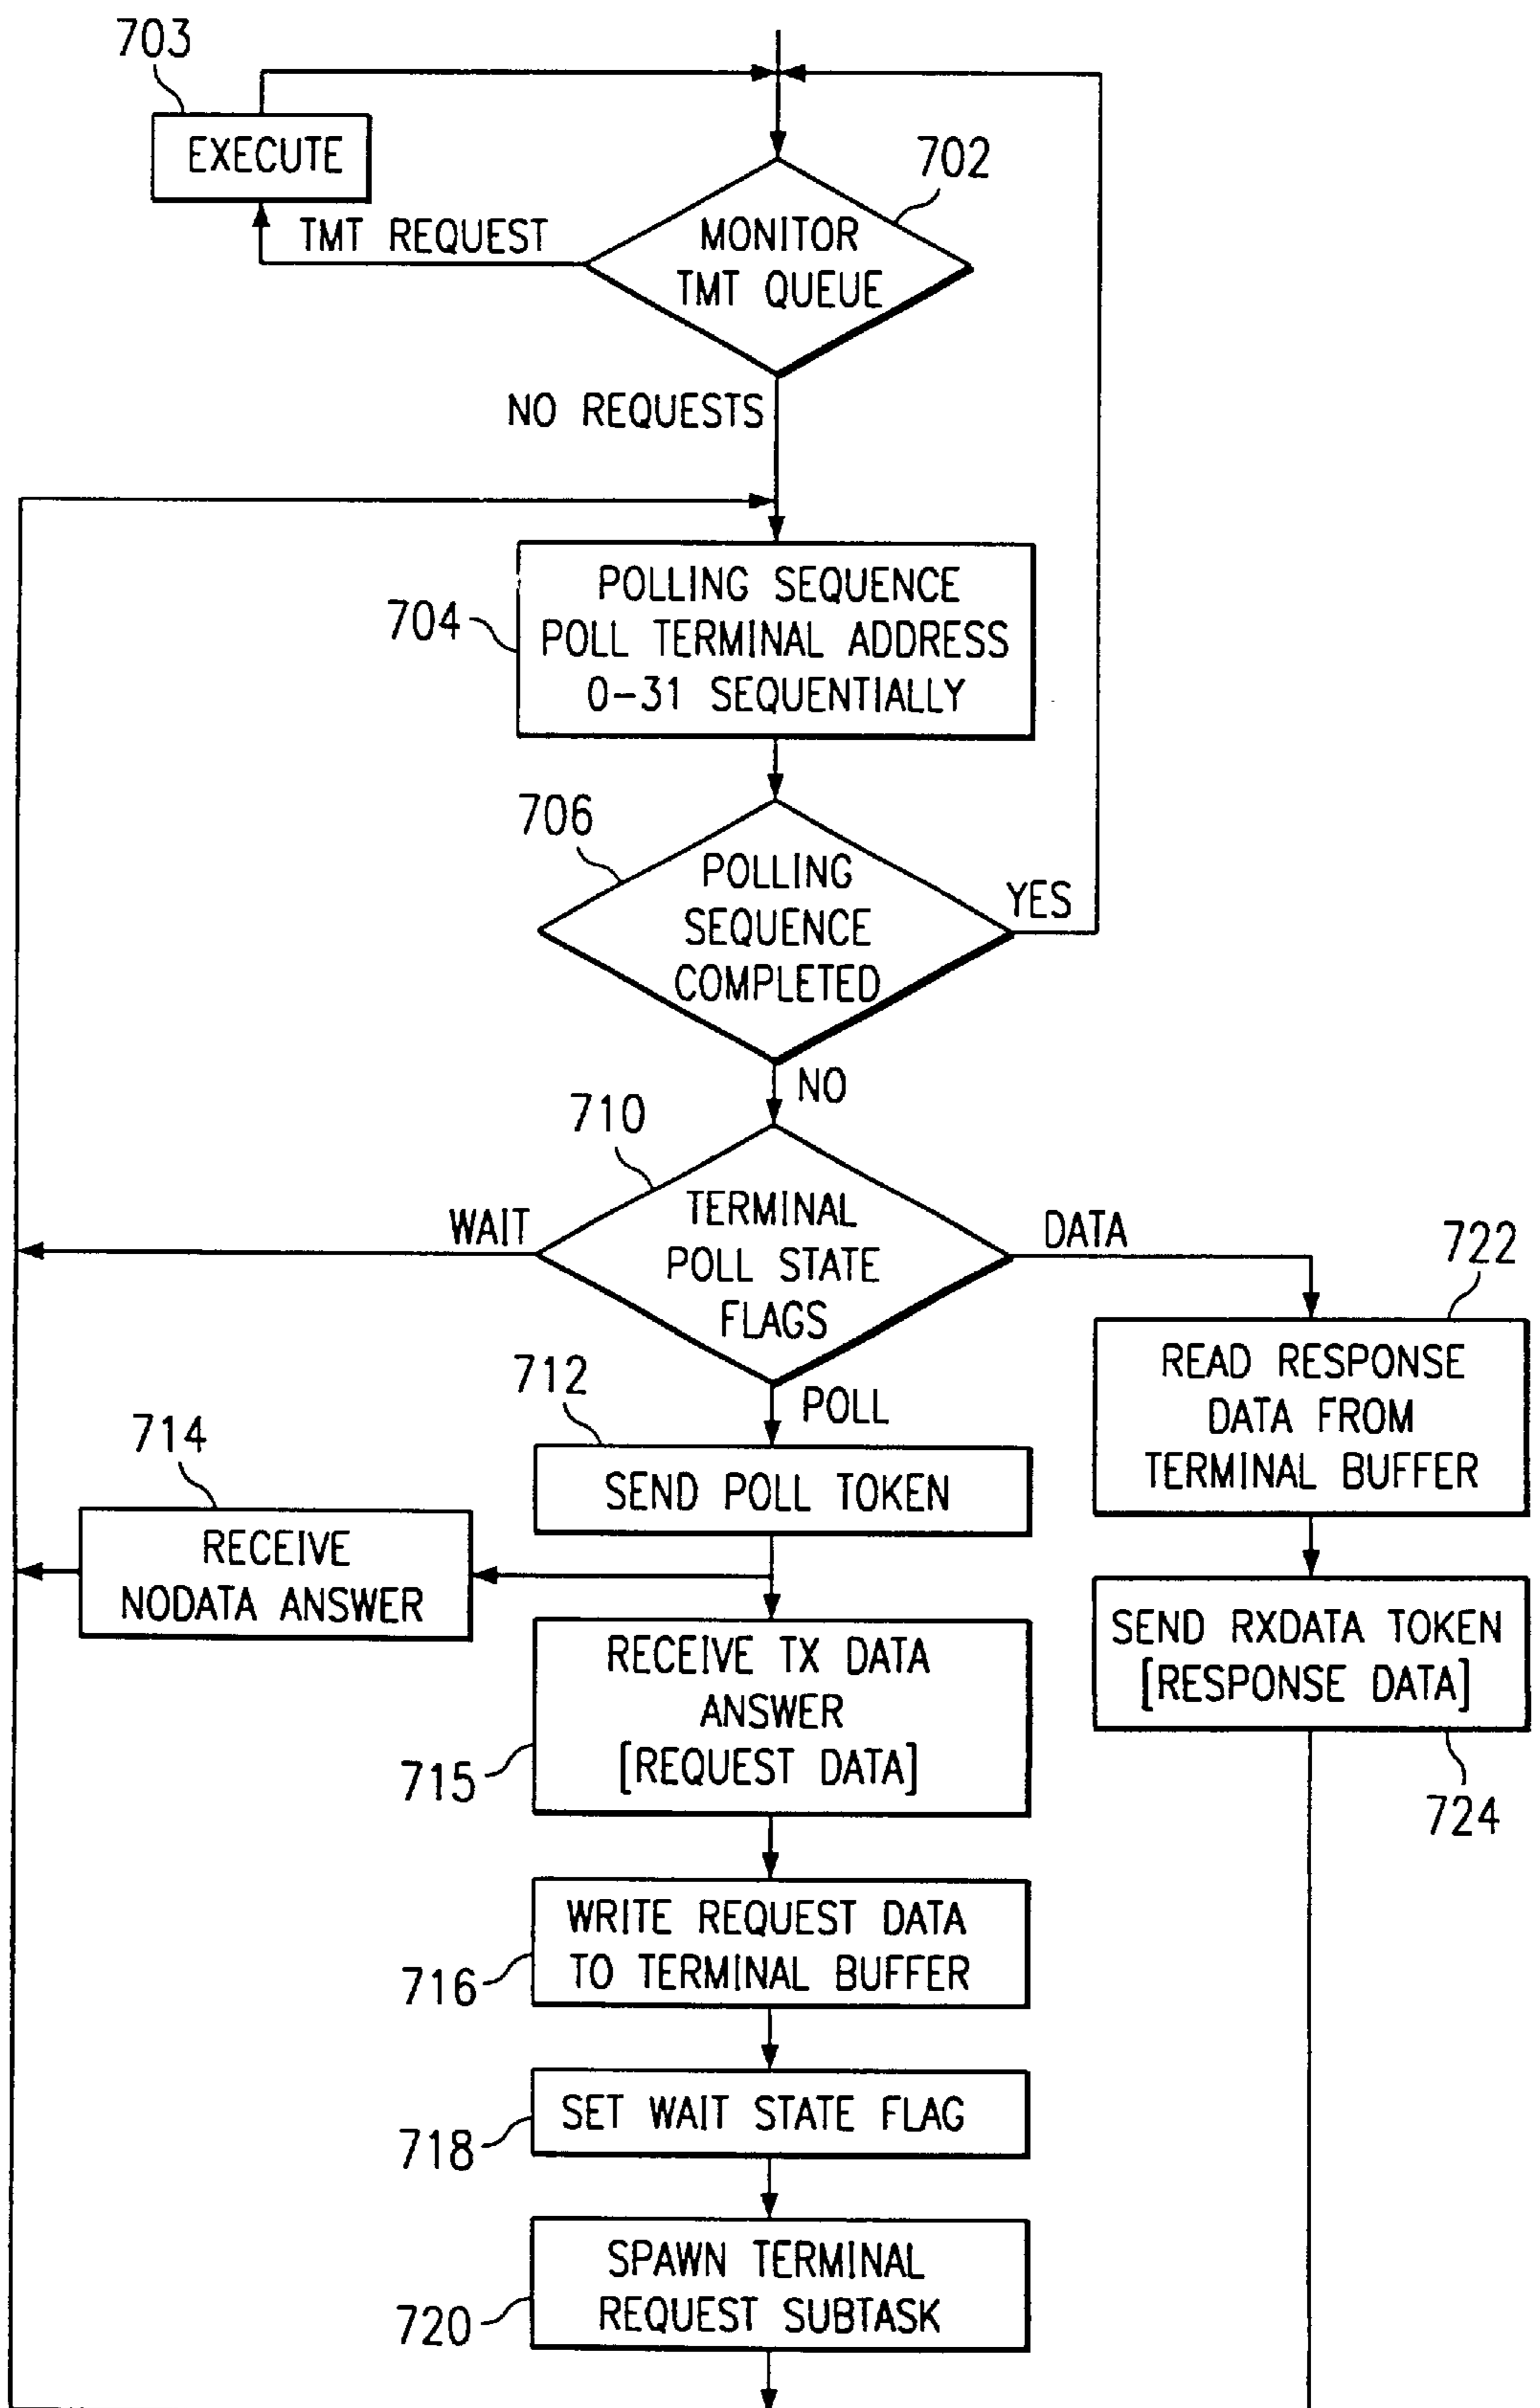 703
EXECUTE
702
TMT REQUEST
MONITOR
TMT QUEUE
NO REQUESTS
704
POLLING SEQUENCE
POLL TERMINAL ADDRESS
0-31 SEQUENTIALLY
706
POLLING
SEQUENCE
COMPLETED
YES
NO
710
WAIT
TERMINAL
POLL STATE
FLAGS
DATA
722
READ RESPONSE
DATA FROM
TERMINAL BUFFER
712
POLL
714
SEND POLL TOKEN
RECEIVE
NODATA ANSWER
SEND RXDATA TOKEN
[RESPONSE DATA]
724
RECEIVE TX DATA
ANSWER
[REQUEST DATA]
715
WRITE REQUEST DATA
TO TERMINAL BUFFER
716
SET WAIT STATE FLAG
718
SPAWN TERMINAL
REQUEST SUBTASK
720